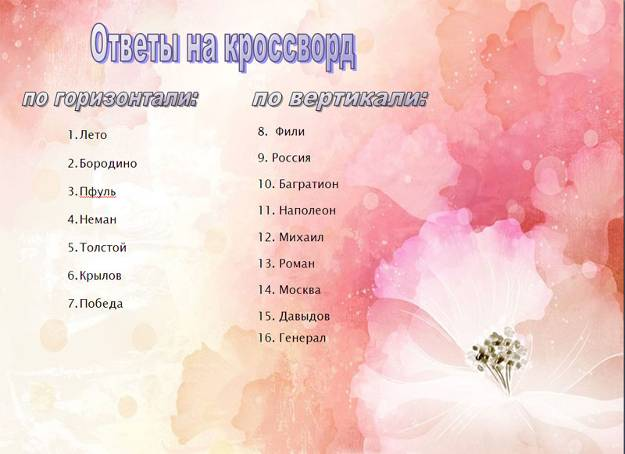 Ответы на кроссворд
по горизонтали:
1.Лето
2.Бородино
3.Пфуль
4.Неман
5.Толстой
6.Крылов
7.Победа
по вертикали:
8. Фили
9. Россия
10. Багратион
11. Наполеон
12. Михаил
13. Роман
14. Москва
15. Давыдов
16. Генерал